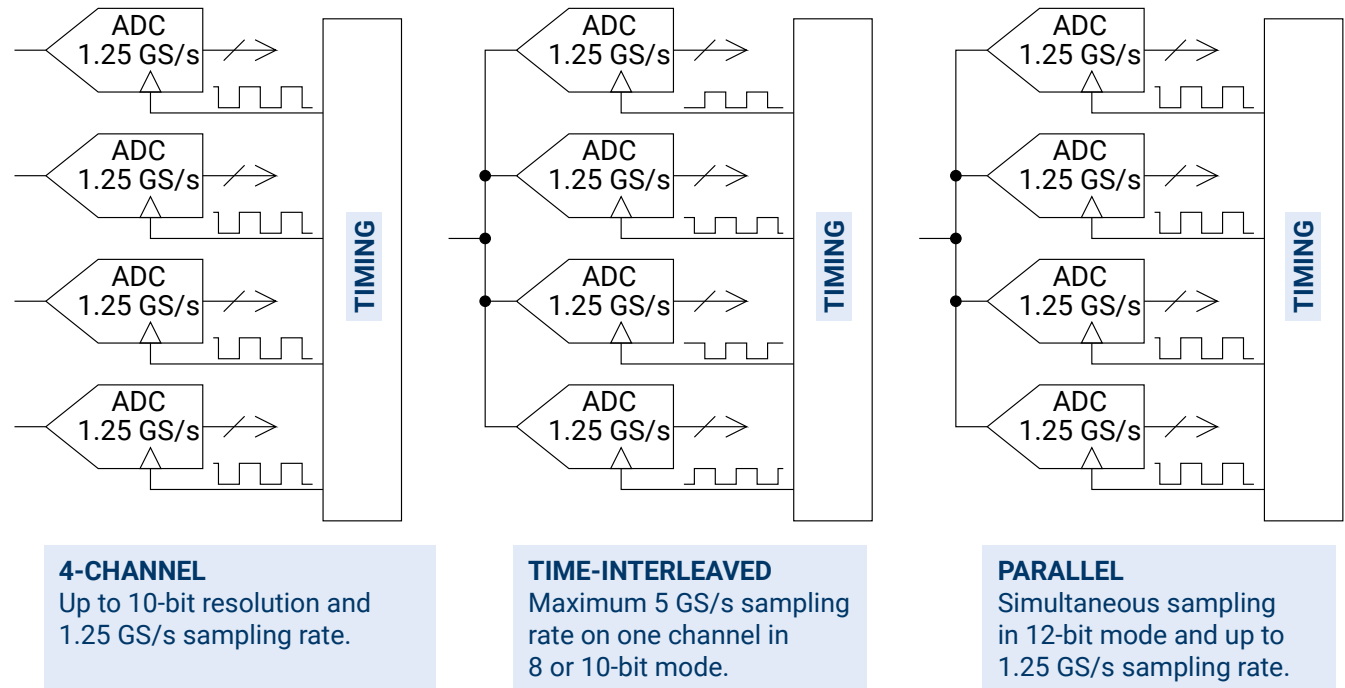 ADC
1.25 GS/s
ADC
1.25 GS/s
ADC
1.25 GS/s
ADC
1.25 GS/s
TIMING
4-CHANNEL
Up to 10-bit resolution and
1.25 GS/s sampling rate.
ADC
1.25 GS/s
ADC
1.25 GS/s
ADC
1.25 GS/s
ADC
1.25 GS/s
TIMING
TIME-INTERLEAVED
Maximum 5 GS/s sampling
rate on one channel in
8 or 10-bit mode.
ADC
1.25 GS/s
ADC
1.25 GS/s
ADC
1.25 GS/s
ADC
1.25 GS/s
TIMING
PARALLEL
Simultaneous sampling
in 12-bit mode and up to
1.25 GS/s sampling rate.